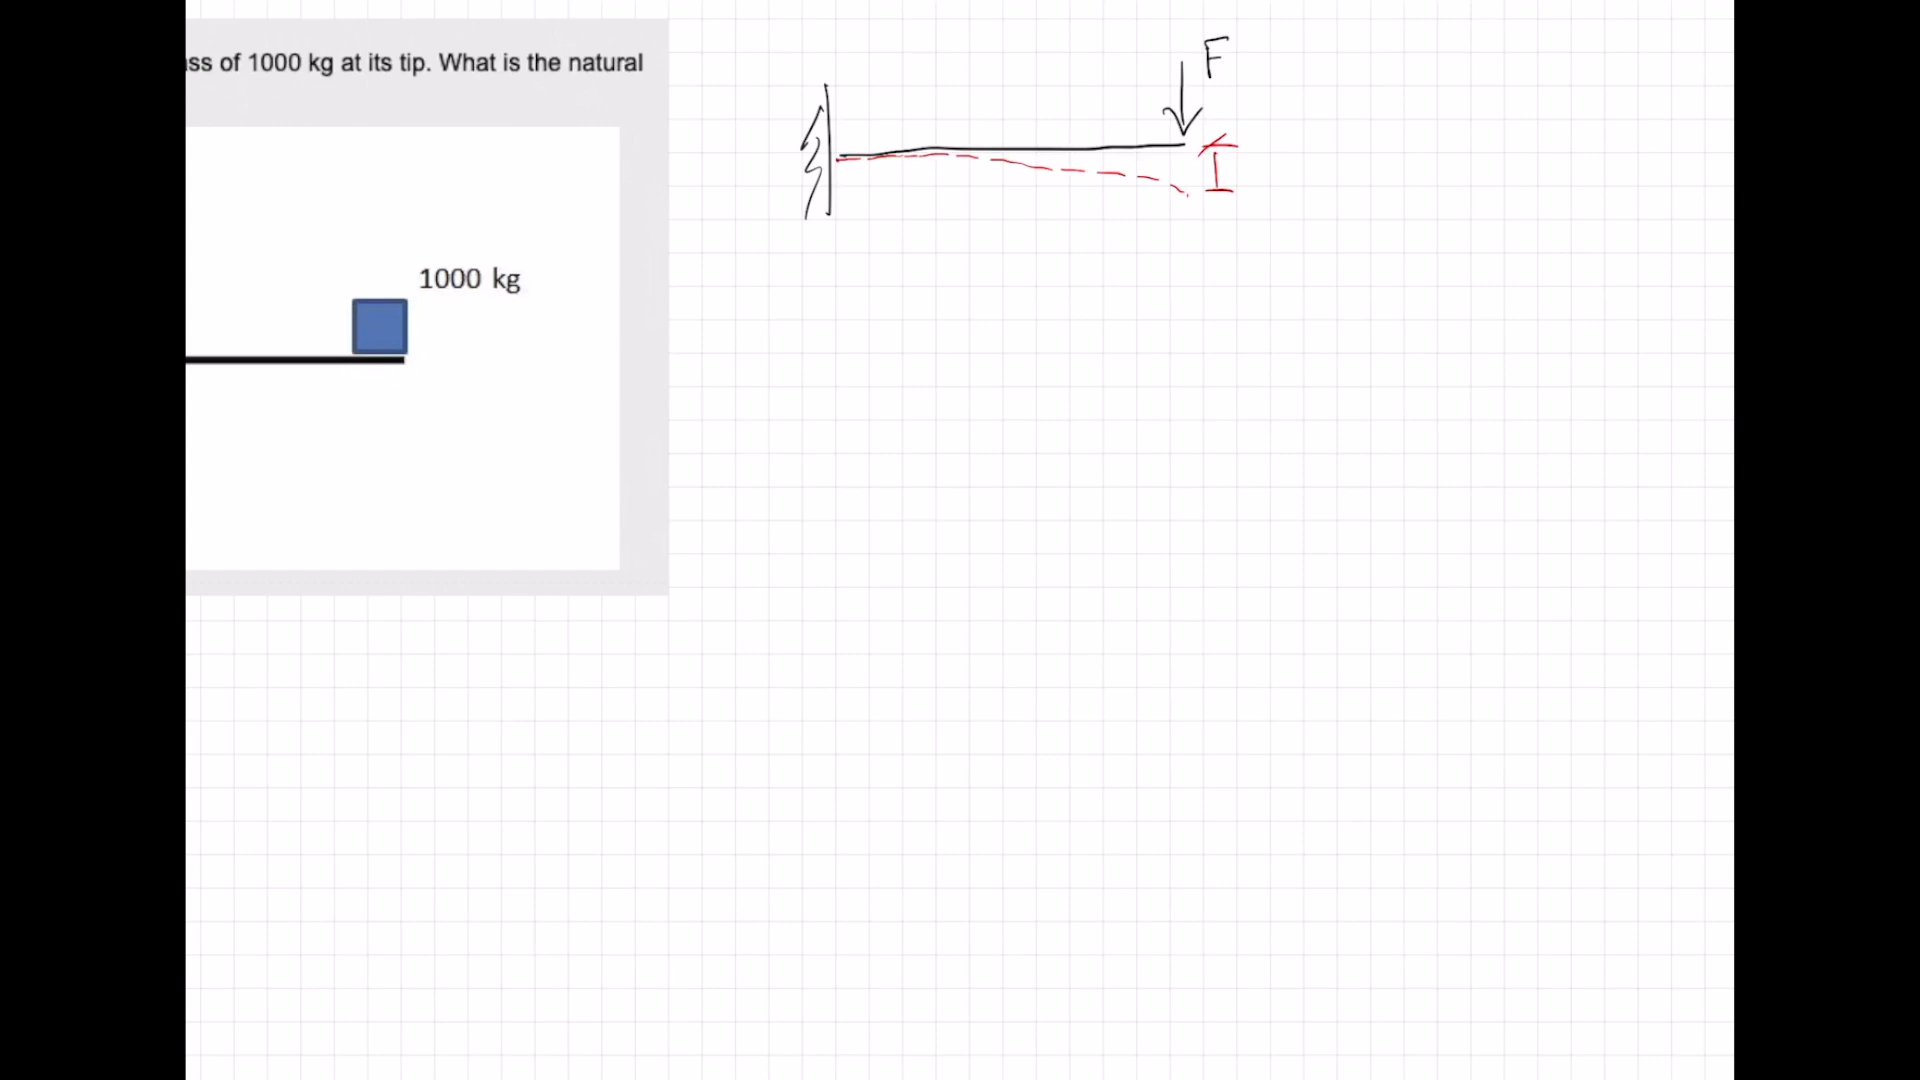 ss of 1000 kg at its tip. What is the natural
F
1000 kg